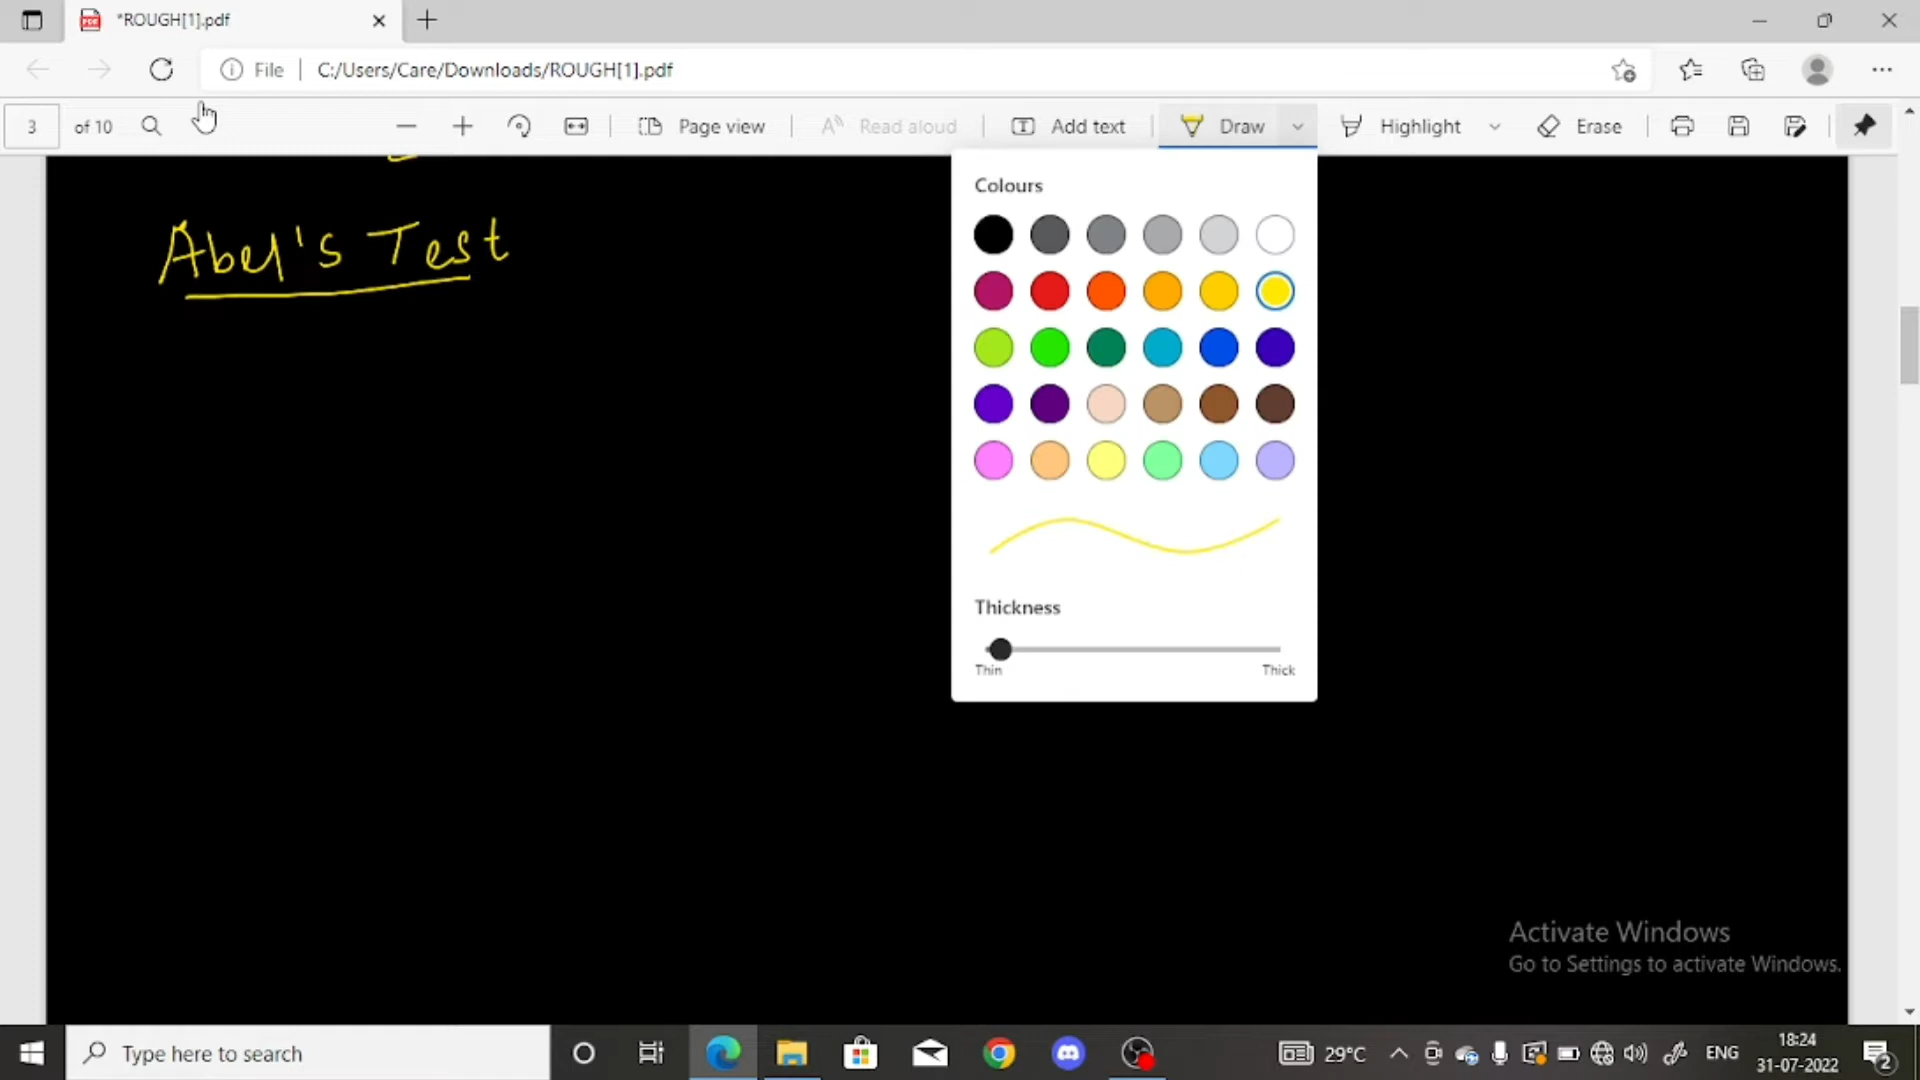 *ROUGH[1].pdf
File
C:/Users/Care/Downloads/ROUGH[1].pdf
3 of 10
Page view
Read aloud
Add text
Draw
Highlight
Erase
Abel's Test
Colours
Thickness
Thin
Thick
Activate Windows
Go to Settings to activate Windows.
Type here to search
29°C
ENG
18:24
31-07-2022
2